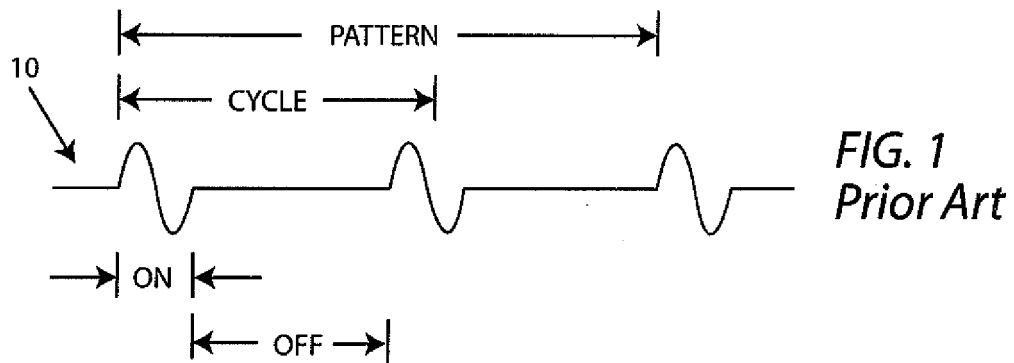 PATTERN
10
CYCLE
FIG. 1
Prior Art
ON
OFF